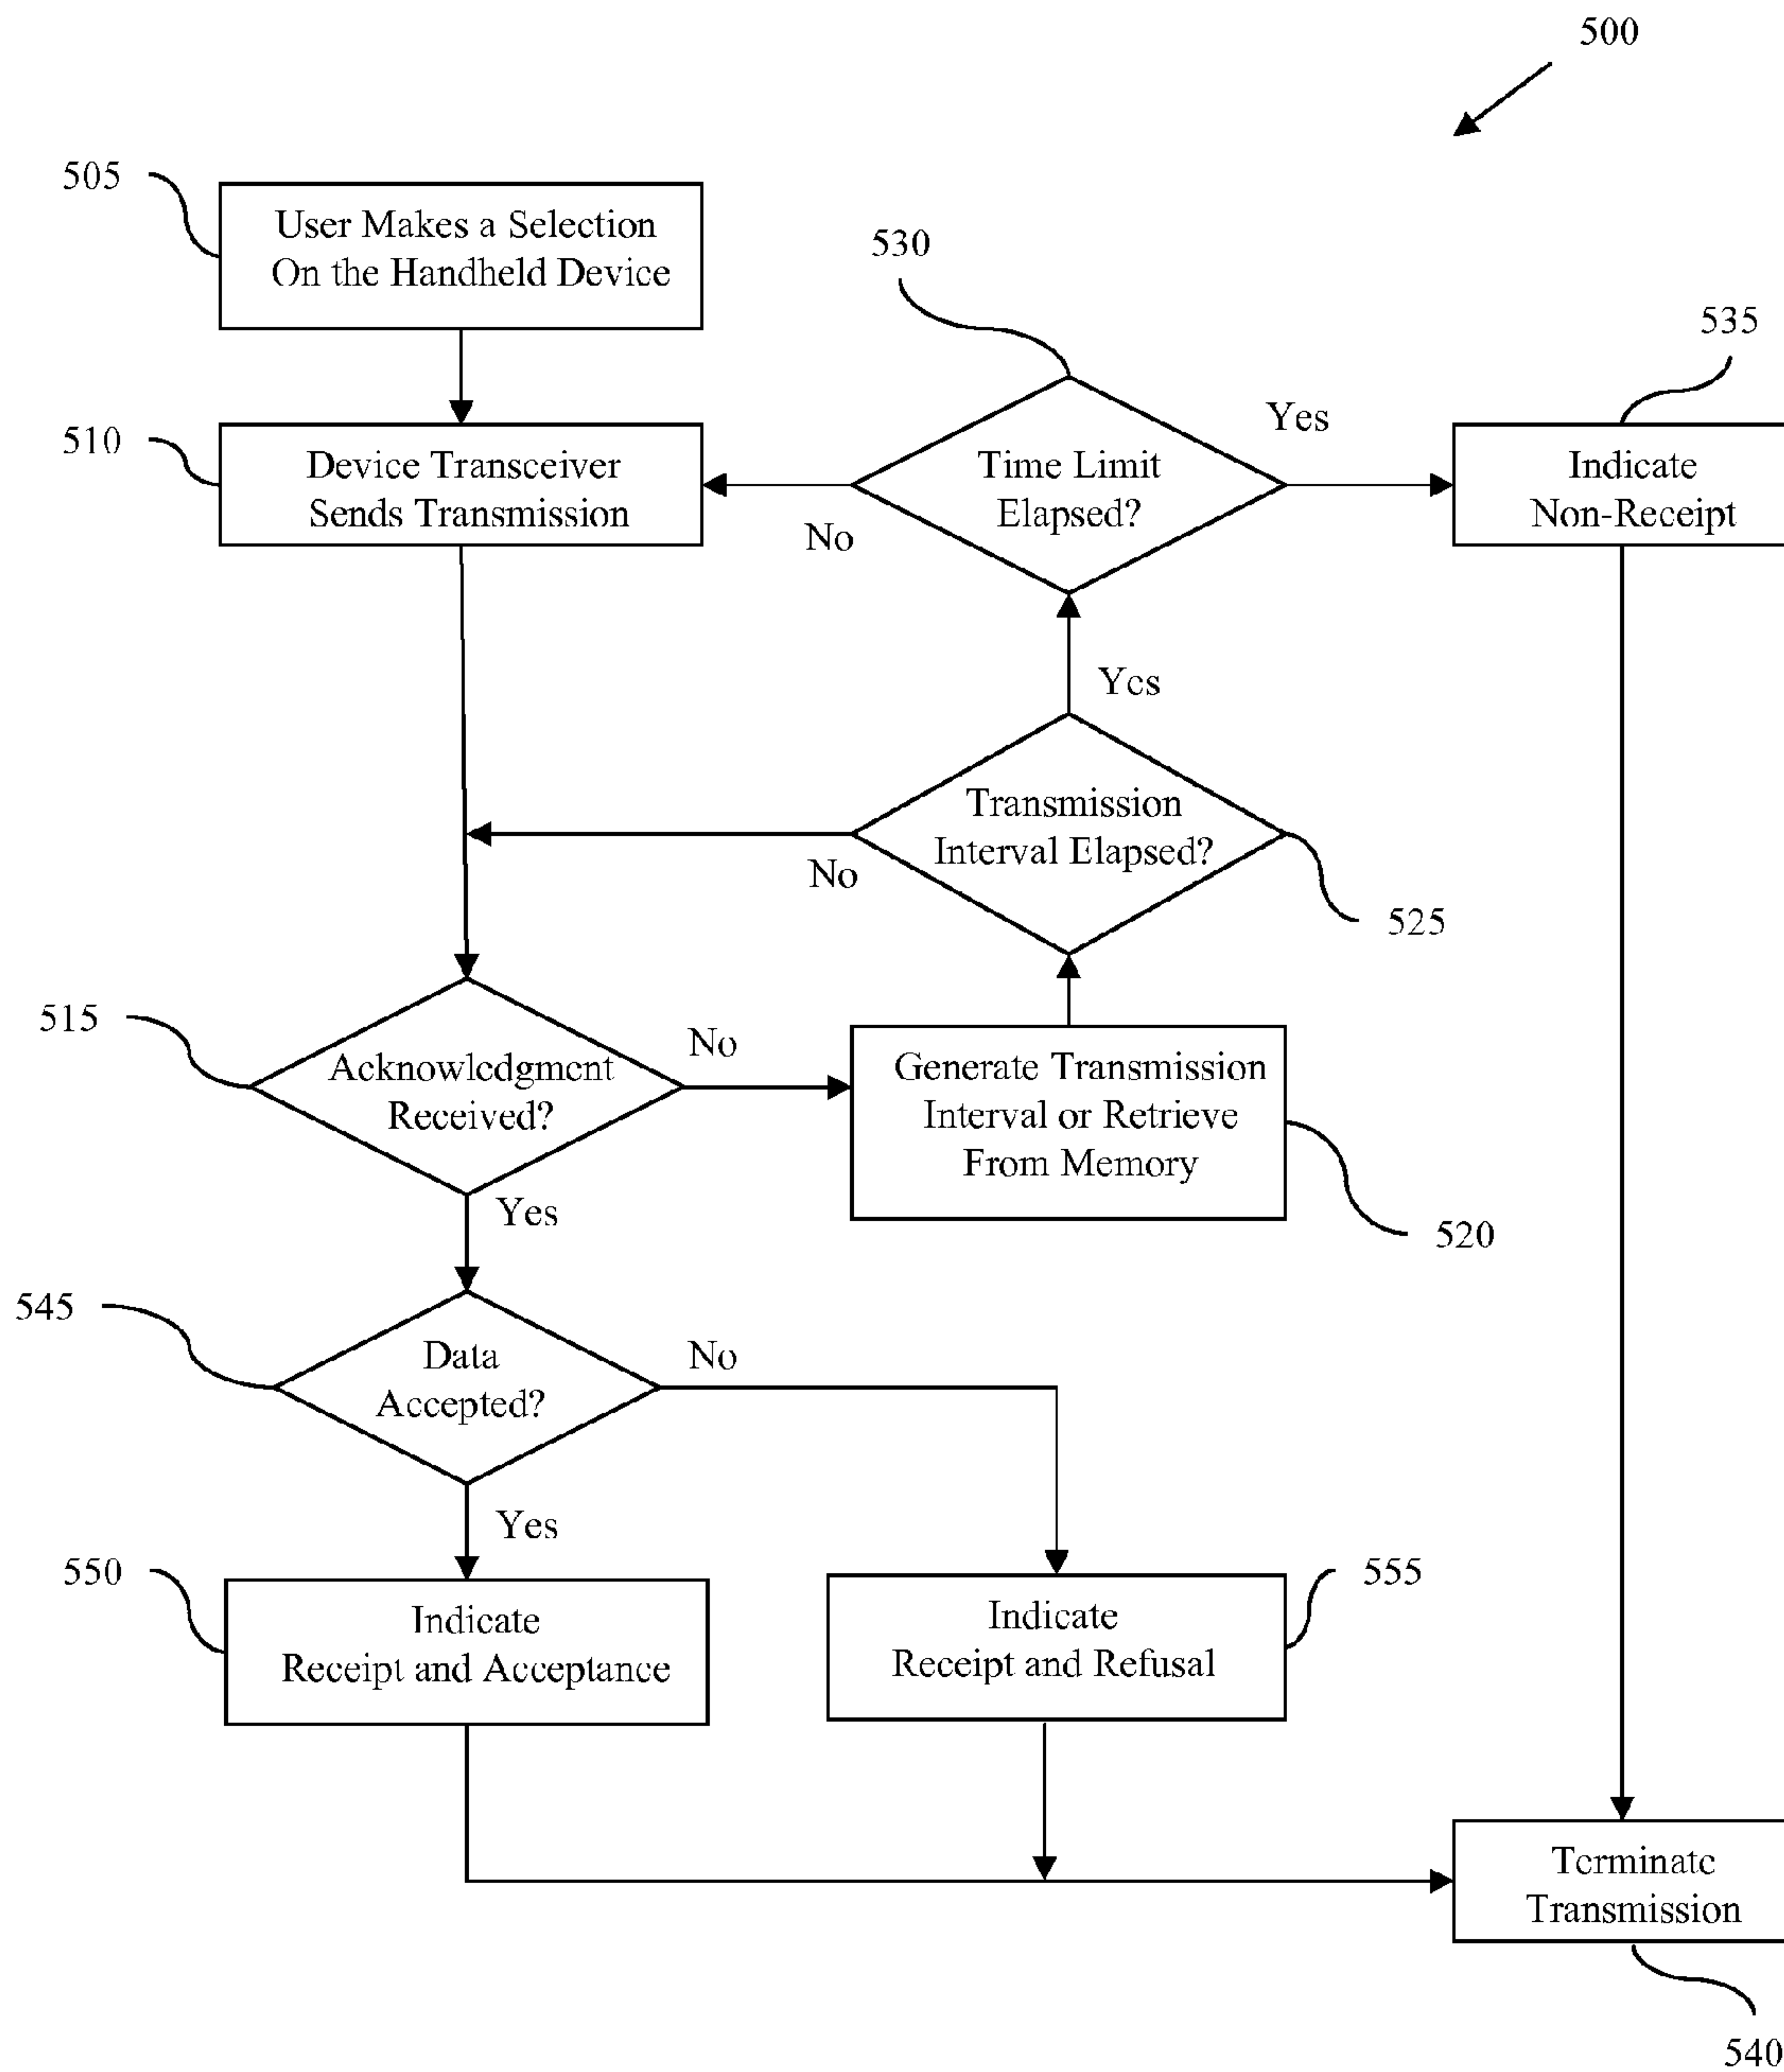 500
505
User Makes a Selection
On the Handheld Device
530
535
510
Device Transceiver
Sends Transmission
Time Limit
Elapsed?
Yes
No
Indicate
Non-Receipt
Yes
Transmission
Interval Elapsed?
No
525
515
Acknowledgment
Received?
No
Generate Transmission
Interval or Retrieve
From Memory
Yes
520
545
Data
Accepted?
No
Yes
550
Indicate
Receipt and Acceptance
555
Indicate
Receipt and Refusal
Terminate
Transmission
540